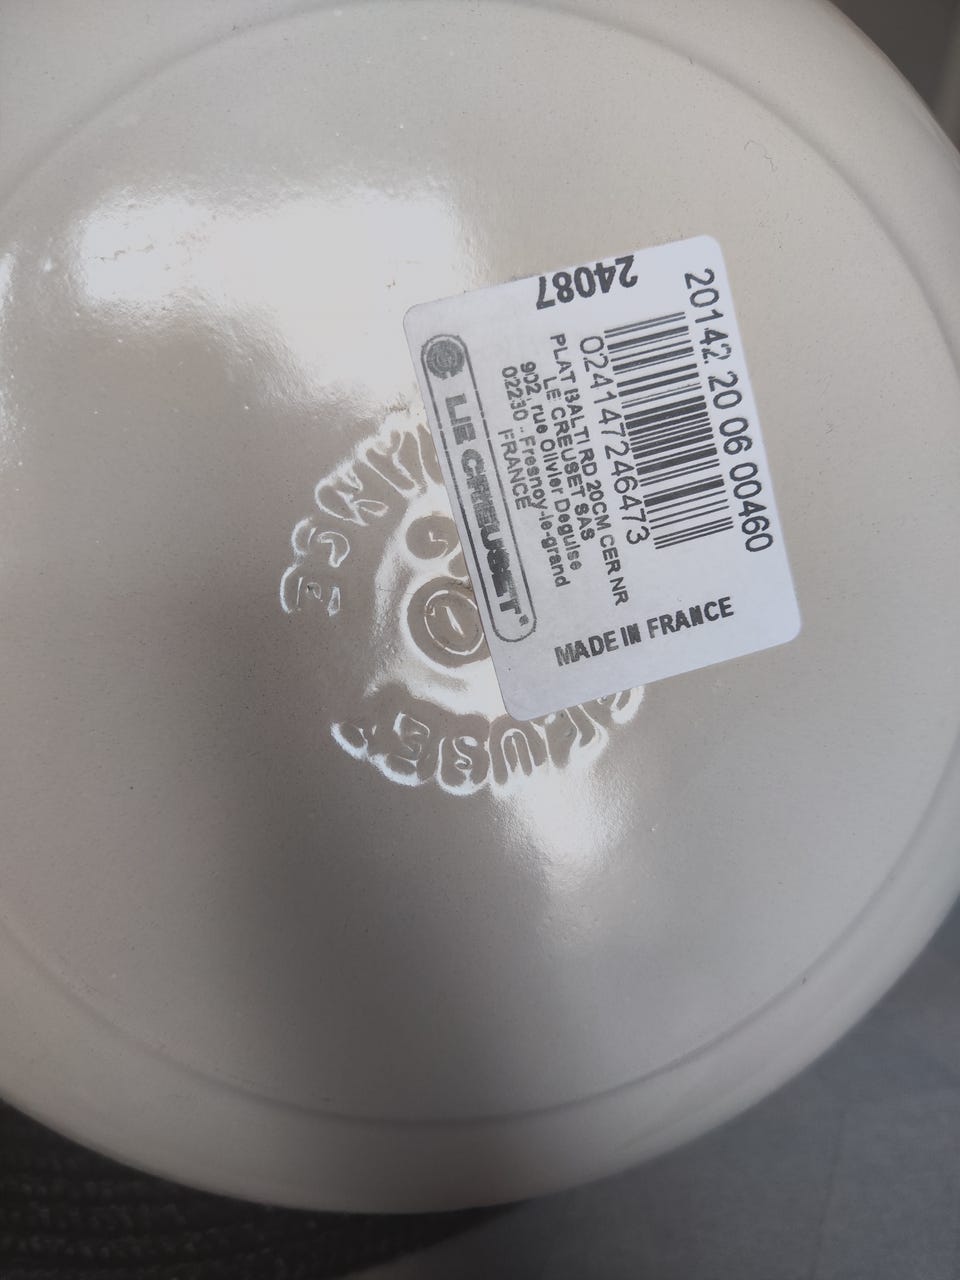 20142 20 06 00460
024147246473
PLAT BALTI RD 20CM CER NR
LE CREUSET SAS
902, rue Olivier Deguise
02230 - Fresnoy-le-grand
FRANCE
LE CREUSET
24087
MADE IN FRANCE